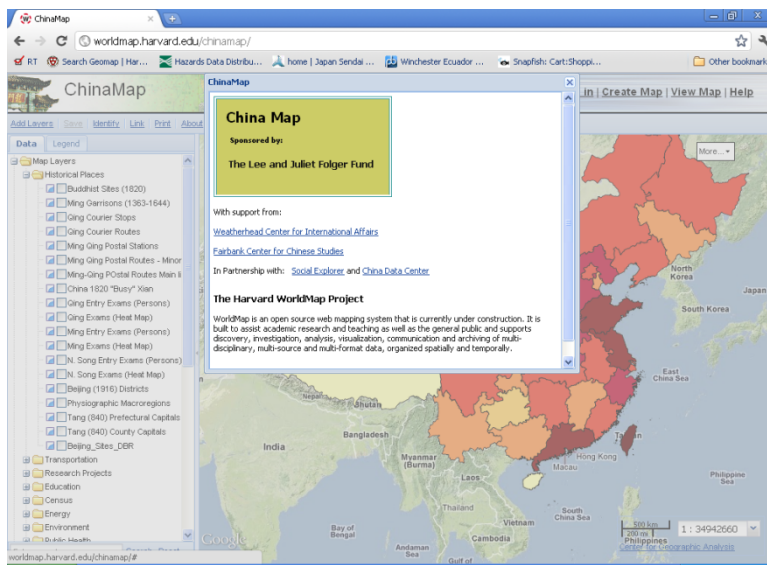 ChinaMap
worldmap.harvard.edu/chinamap/
RT
Search Geomap | Har...
Hazards Data Distribu...
home | Japan Sendai ...
Winchester Ecuador ...
Snapfish: Cart:Shoppi...
Other bookmark
ChinaMap
in | Create Map | View Map | Help
Add Layers Save Identify Link Print About
Data Legend
Map Layers
Historical Places
Buddhist Sites (1820)
Ming Garrisons (1363-1644)
Qing Courier Stops
Qing Courier Routes
Ming Qing Postal Stations
Ming Qing Postal Routes - Minor
Ming-Qing POstal Routes Main li
China 1820 "Busy" Xian
Qing Entry Exams (Persons)
Qing Exams (Heat Map)
Ming Entry Exams (Persons)
Ming Exams (Heat Map)
N. Song Entry Exams (Persons)
N. Song Exams (Heat Map)
Beijing (1916) Districts
Physiographic Macroregions
Tang (840) Prefectural Capitals
Tang (840) County Capitals
Beijing_Sites_DBR
Transportation
Research Projects
Education
Census
Energy
Environment
Public Health
worldmap.harvard.edu/chinamap/#
ChinaMap
China Map
Sponsored by:
The Lee and Juliet Folger Fund
With support from:
Weatherhead Center for International Affairs
Fairbank Center for Chinese Studies
In Partnership with: Social Explorer and China Data Center
The Harvard WorldMap Project
WorldMap is an open source web mapping system that is currently under construction. It is
built to assist academic research and teaching as well as the general public and supports
discovery, investigation, analysis, visualization, communication and archiving of multi-
disciplinary, multi-source and multi-format data, organized spatially and temporally.
More...
North
Korea
South Korea
Japan
East
China Sea
Nepal
Bhutan
Bangladesh
India
Myanmar
(Burma)
Laos
Hong Kong
Macau
Philippine
Sea
Thailand
Vietnam
South
China Sea
Bay of
Bengal
Cambodia
Andaman
Sea
Gulf of
Philippines
500 km
200 mi
1 : 34942660
Google
Center for Geographic Analysis